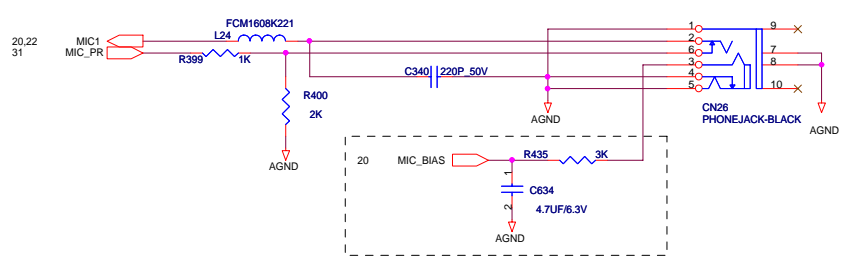 FCM1608K221
20,22 MIC1 L24
31 MIC_PR
R399 1K
C340 220P_50V
R400
2K
AGND
1 9
2
6 7
3 8
4
5 10
CN26
PHONEJACK-BLACK
AGND
AGND
20 MIC_BIAS R435 3K
1
C634
2 4.7UF/6.3V
AGND